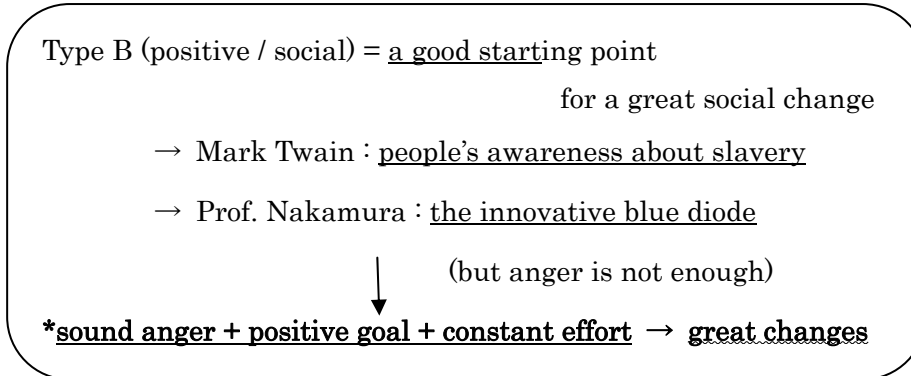 Type B (positive / social) = a good starting point
for a great social change
→ Mark Twain : people's awareness about slavery
→ Prof. Nakamura : the innovative blue diode
(but anger is not enough)
*sound anger + positive goal + constant effort → great changes